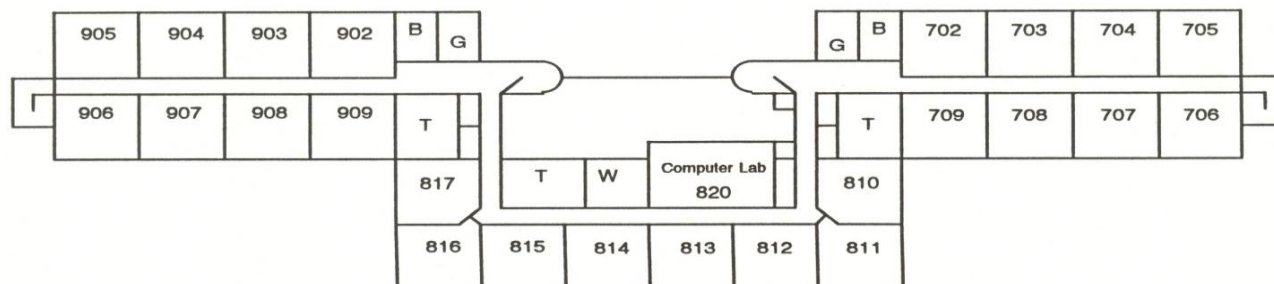 905 904 903 902 B G
G B 702 703 704 705
906 907 908 909 T
T 709 708 707 706
817 T W Computer Lab 810
820
816 815 814 813 812 811